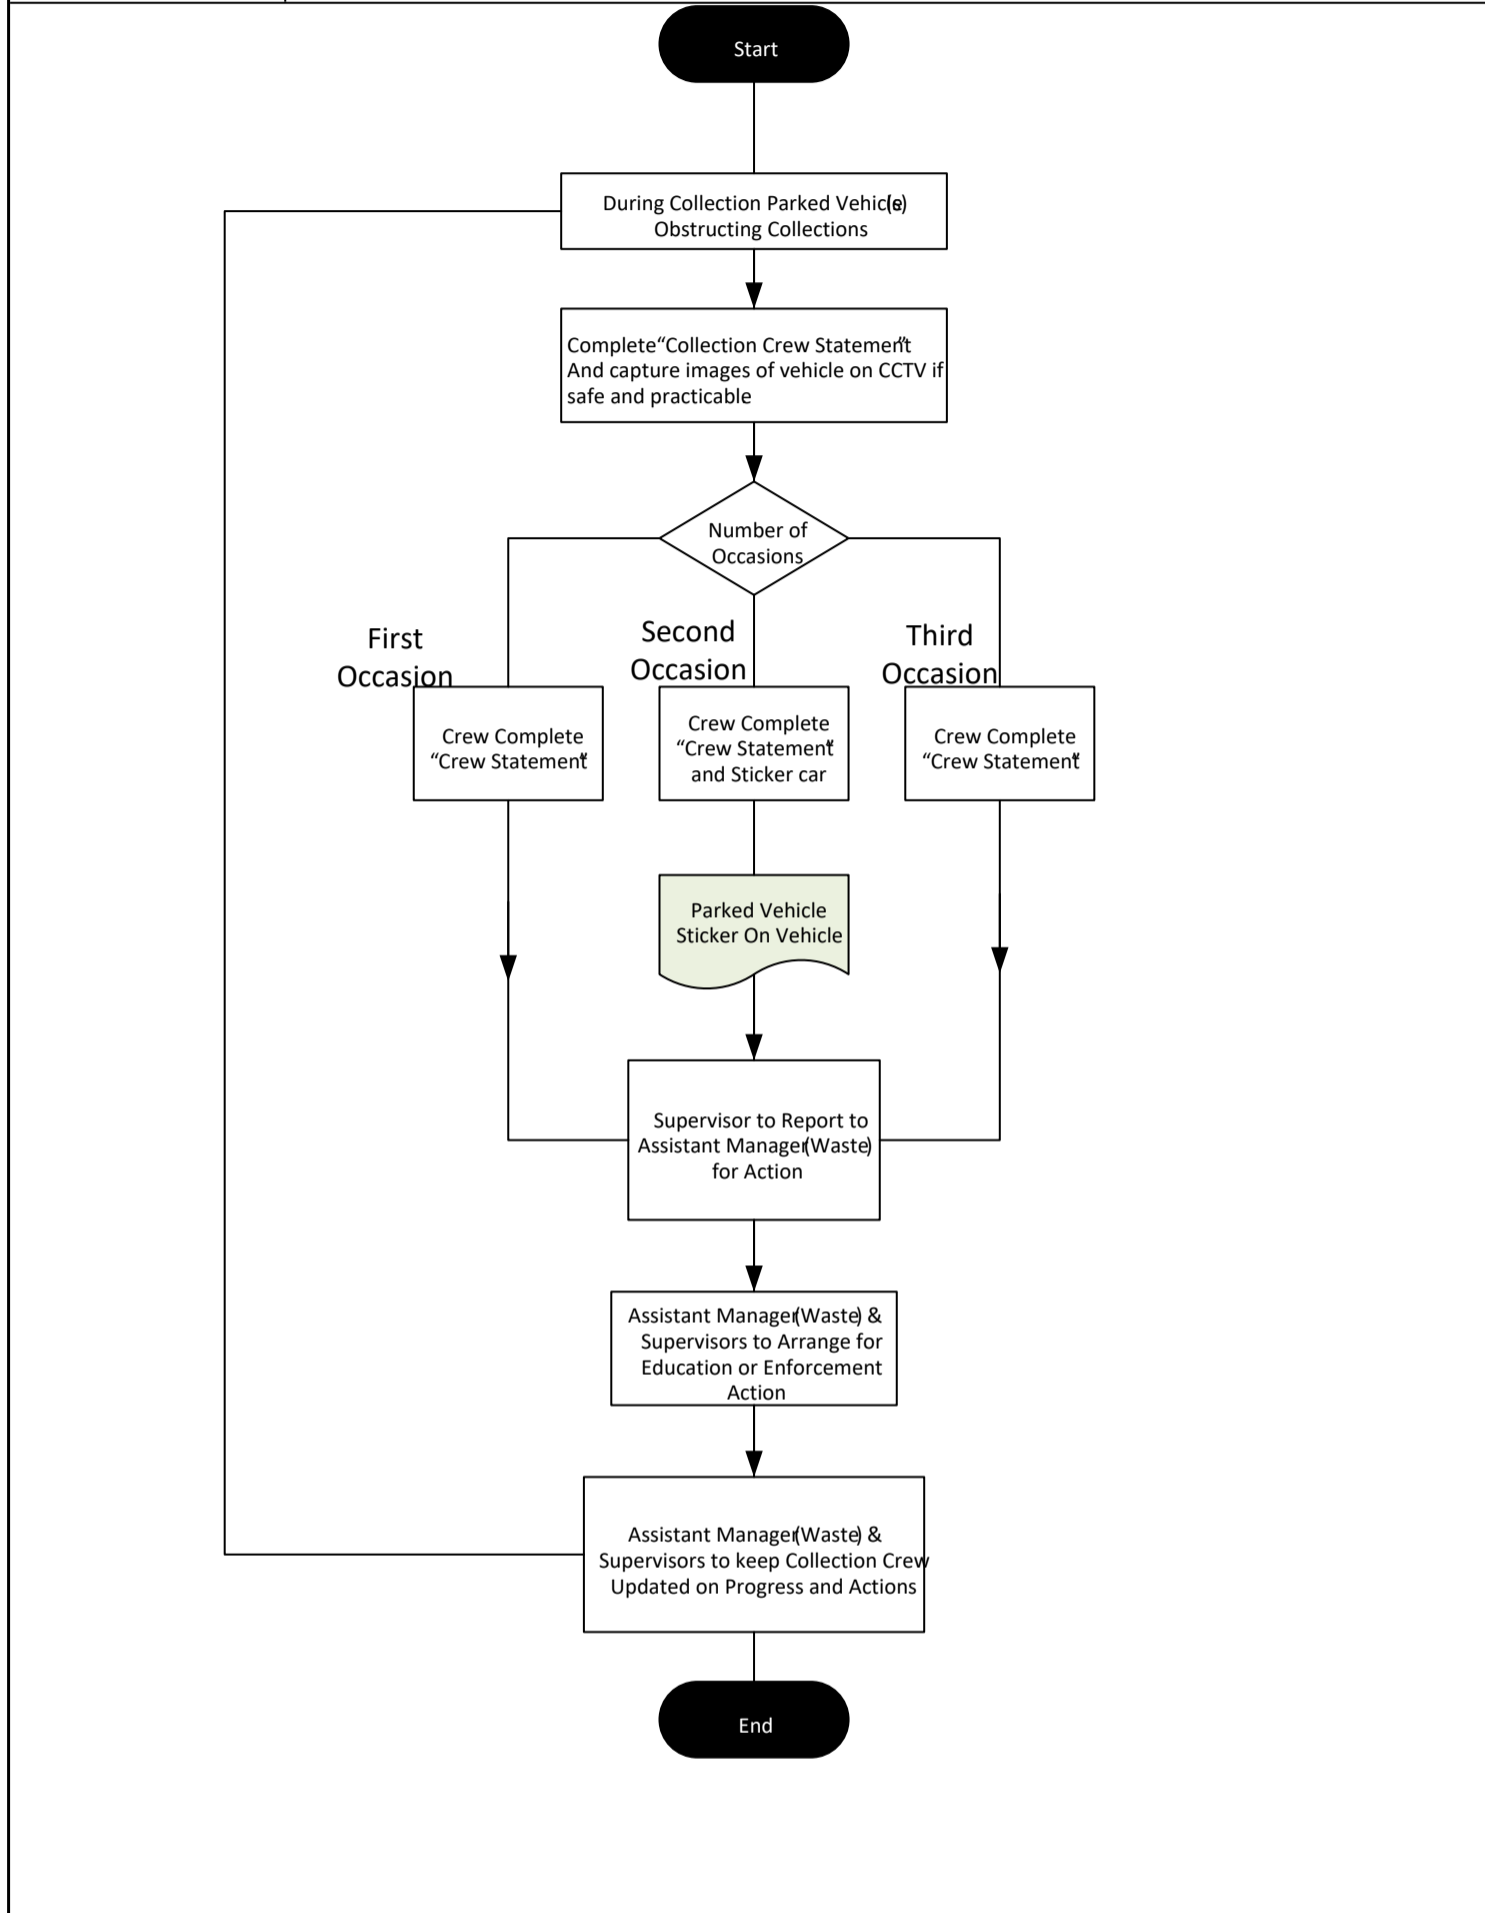 Start
During Collection Parked Vehicle(s)
Obstructing Collections
Complete “Collection Crew Statement”
And capture images of vehicle on CCTV if
safe and practicable
Number of
Occasions
First
Occasion
Second
Occasion
Third
Occasion
Crew Complete
“Crew Statement”
Crew Complete
“Crew Statement”
and Sticker car
Crew Complete
“Crew Statement”
Parked Vehicle
Sticker On Vehicle
Supervisor to Report to
Assistant Manager (Waste)
for Action
Assistant Manager (Waste) &
Supervisors to Arrange for
Education or Enforcement
Action
Assistant Manager (Waste) &
Supervisors to keep Collection Crew
Updated on Progress and Actions
End